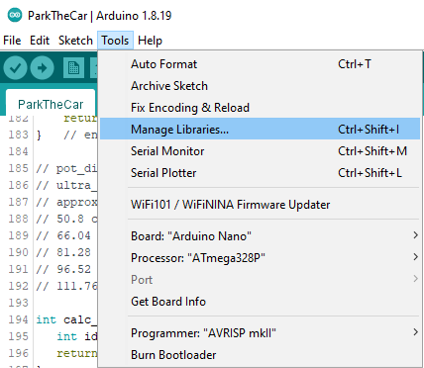 ParkTheCar | Arduino 1.8.19
File Edit Sketch Tools Help
Auto Format Ctrl+T
Archive Sketch
Fix Encoding & Reload
Manage Libraries... Ctrl+Shift+I
Serial Monitor Ctrl+Shift+M
Serial Plotter Ctrl+Shift+L
WiFi101 / WiFiNINA Firmware Updater
Board: "Arduino Nano"
Processor: "ATmega328P"
Port
Get Board Info
Programmer: "AVRISP mkII"
Burn Bootloader
ParkTheCar
182 retu
183 } // en
184
185 // pot_di
186 // ultra_
187 // approx
188 // 50.8 c
189 // 66.04
190 // 81.28
191 // 96.52
192 // 111.76
193
194 int calc_
195 int id
196 return